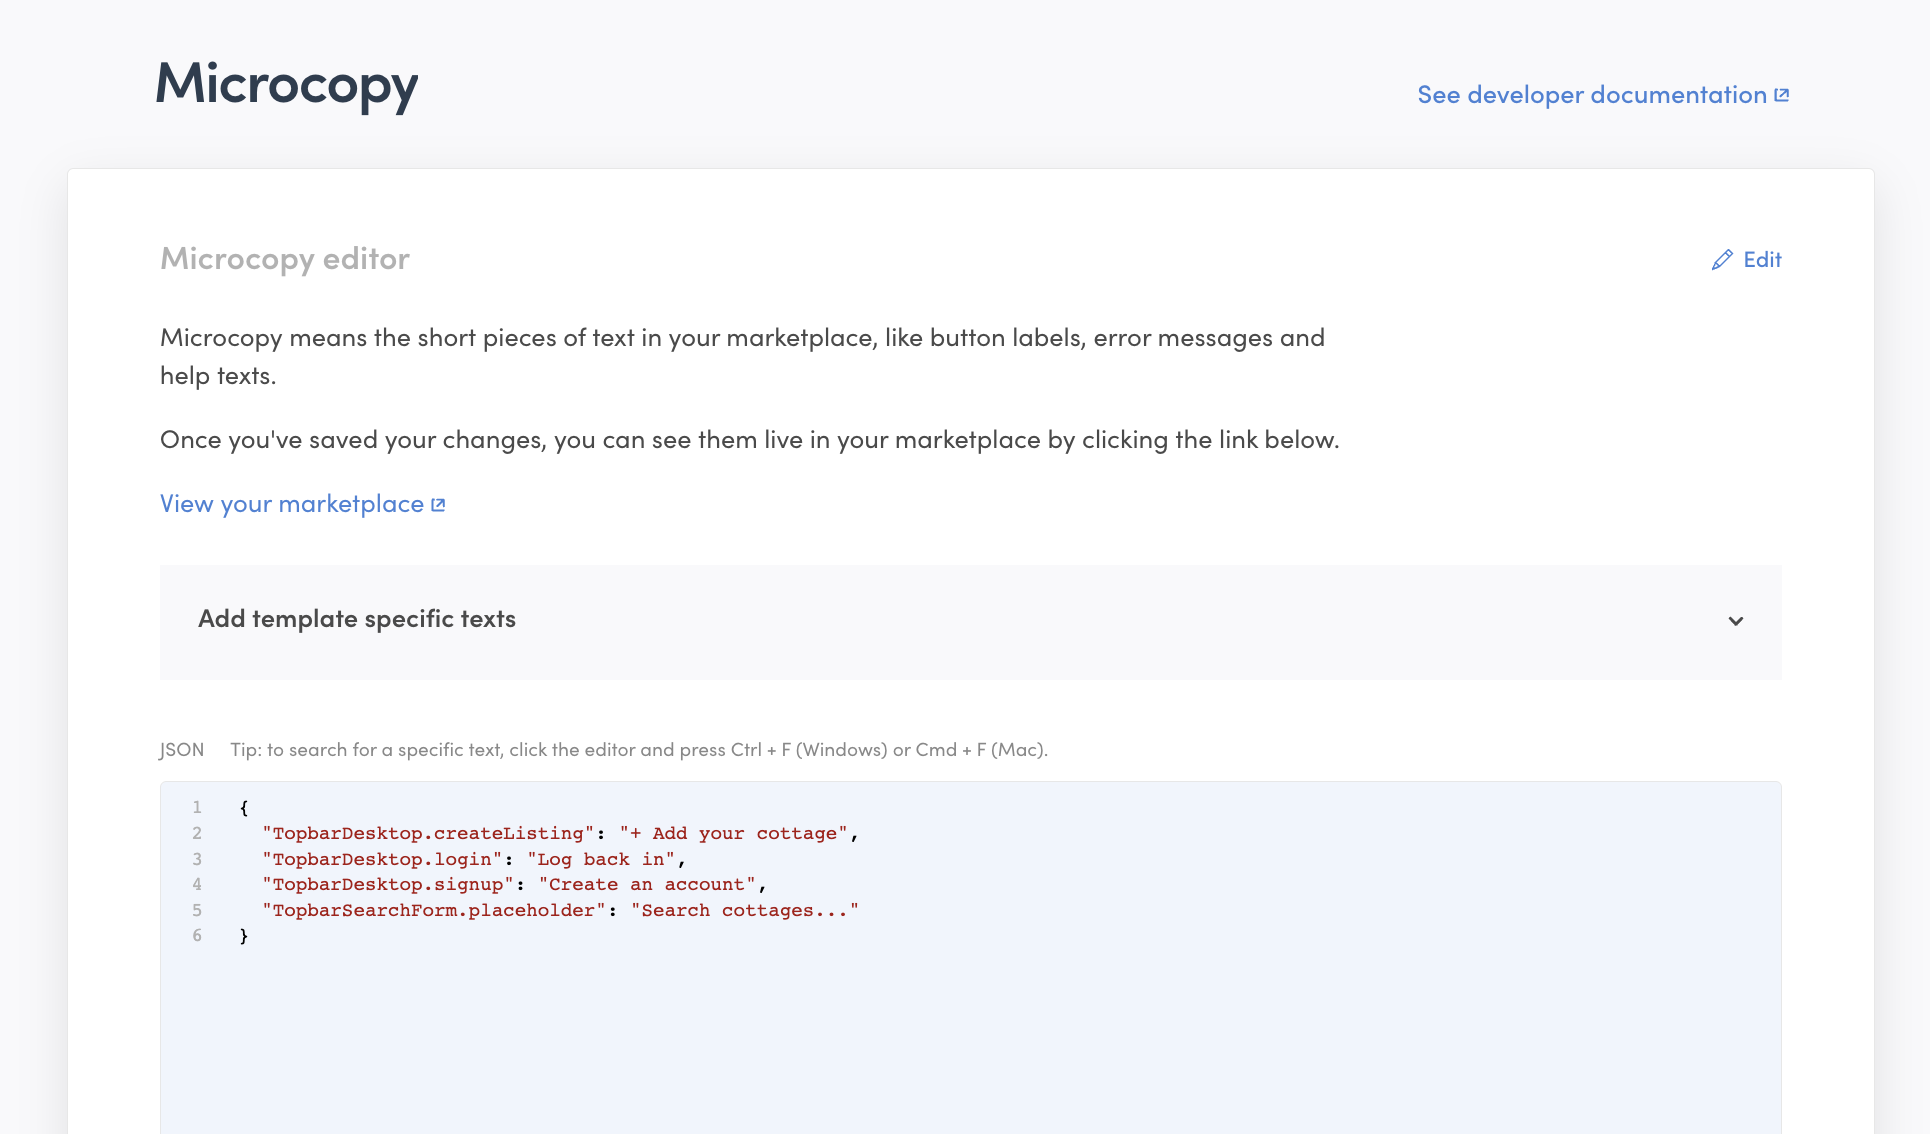 Microcopy
See developer documentation
Microcopy editor
Edit
Microcopy means the short pieces of text in your marketplace, like button labels, error messages and
help texts.
Once you've saved your changes, you can see them live in your marketplace by clicking the link below.
View your marketplace
Add template specific texts
JSON Tip: to search for a specific text, click the editor and press Ctrl + F (Windows) or Cmd + F (Mac).
1 {
2 "TopbarDesktop.createListing": "+ Add your cottage",
3 "TopbarDesktop.login": "Log back in",
4 "TopbarDesktop.signup": "Create an account",
5 "TopbarSearchForm.placeholder": "Search cottages..."
6 }